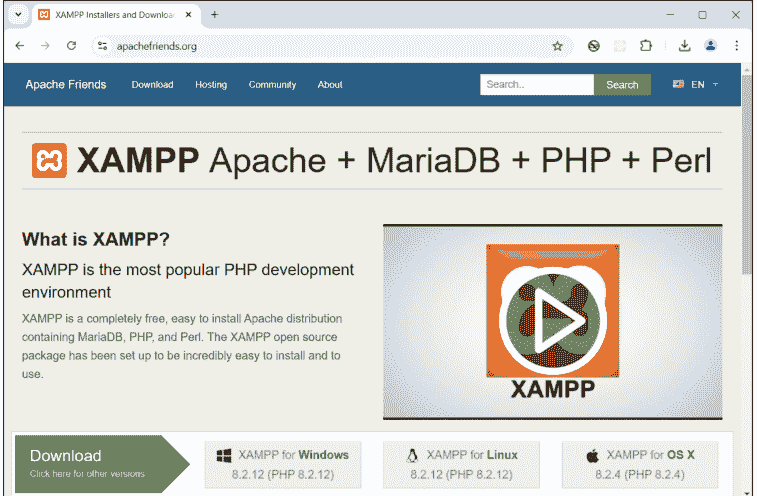 XAMPP Installers and Downloa
apachefriends.org
Apache Friends Download Hosting Community About Search.. Search EN
XAMPP Apache + MariaDB + PHP + Perl
What is XAMPP?
XAMPP is the most popular PHP development
environment
XAMPP is a completely free, easy to install Apache distribution
containing MariaDB, PHP, and Perl. The XAMPP open source
package has been set up to be incredibly easy to install and to
use.
XAMPP
Download
Click here for other versions
XAMPP for Windows
8.2.12 (PHP 8.2.12)
XAMPP for Linux
8.2.12 (PHP 8.2.12)
XAMPP for OS X
8.2.4 (PHP 8.2.4)